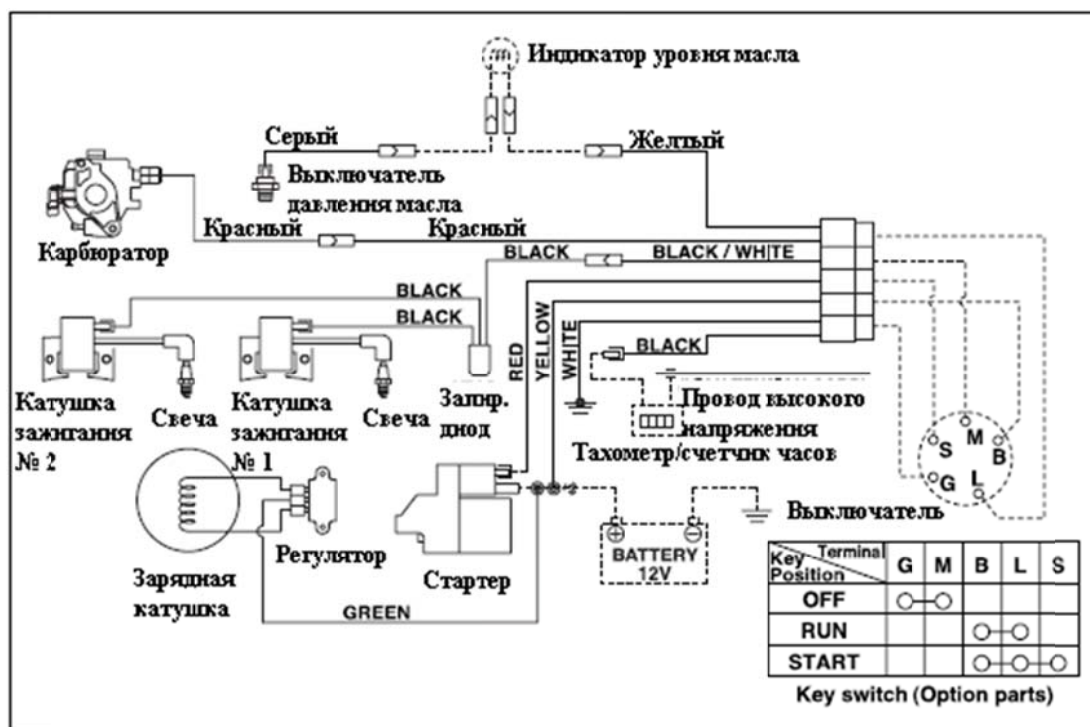 Индикатор уровня масла
Серый
Желтый
Выключатель
давления масла
Карбюратор
Красный
Красный
BLACK
BLACK / WHITE
BLACK
BLACK
RED
YELLOW
WHITE
BLACK
Катушка
зажигания
№ 2
Свеча
Катушка
зажигания
№ 1
Свеча
Запир.
диод
Провод высокого
напряжения
Тахометр/счетчик часов
S
M
B
G
L
Выключатель
Зарядная
катушка
Регулятор
Стартер
GREEN
BATTERY
12V
Key Position Terminal G M B L S
OFF
RUN
START
Key switch (Option parts)